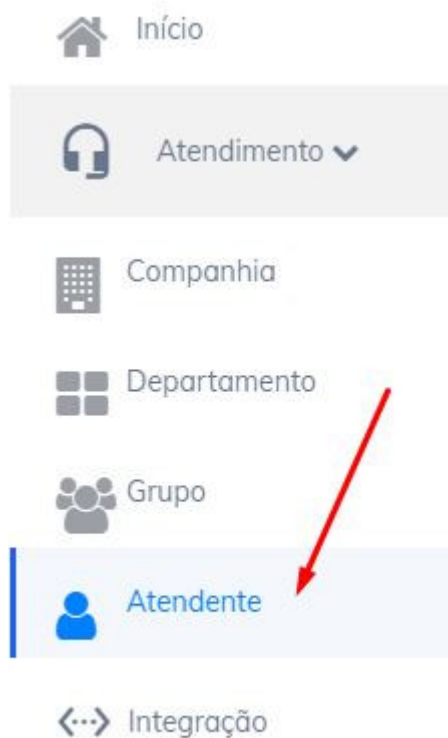 Início
Atendimento
Companhia
Departamento
Grupo
Atendente
Integração